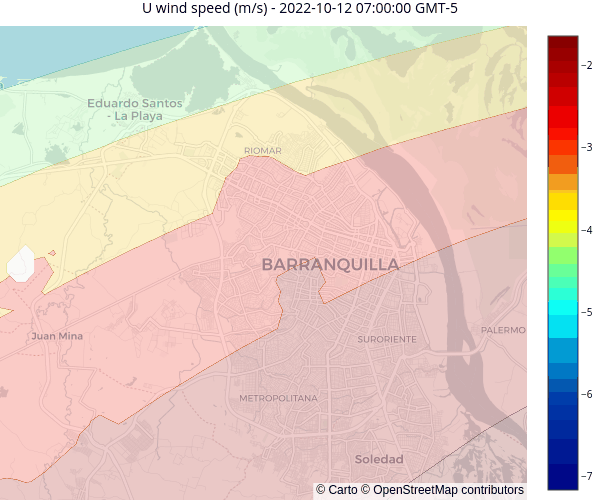 U wind speed (m/s) - 2022-10-12 07:00:00 GMT-5
Eduardo Santos
- La Playa
RIOMAR
BARRANQUILLA
Juan Mina
SURORIENTE
PALERMO
METROPOLITANA
Soledad
© Carto © OpenStreetMap contributors
−2
−3
−4
−5
−6
−7